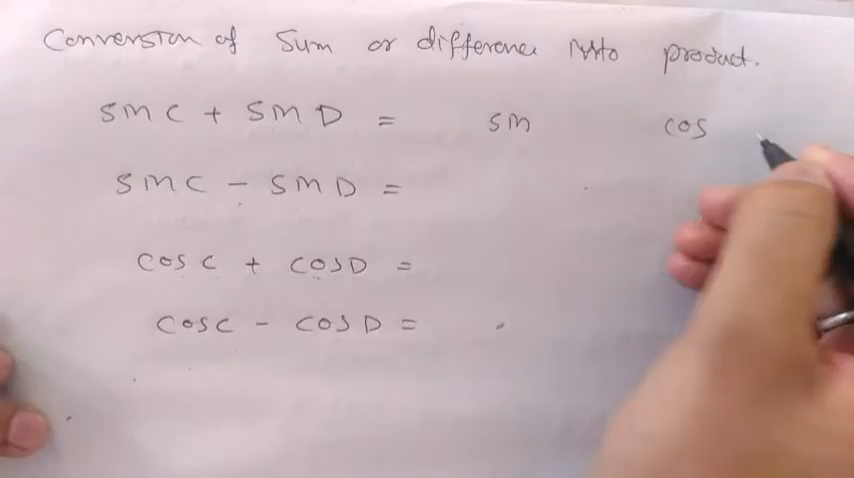 Conversion of Sum or difference into product.
sin C + sin D = sin cos
sin C - sin D =
cos C + cos D =
cos C - cos D =